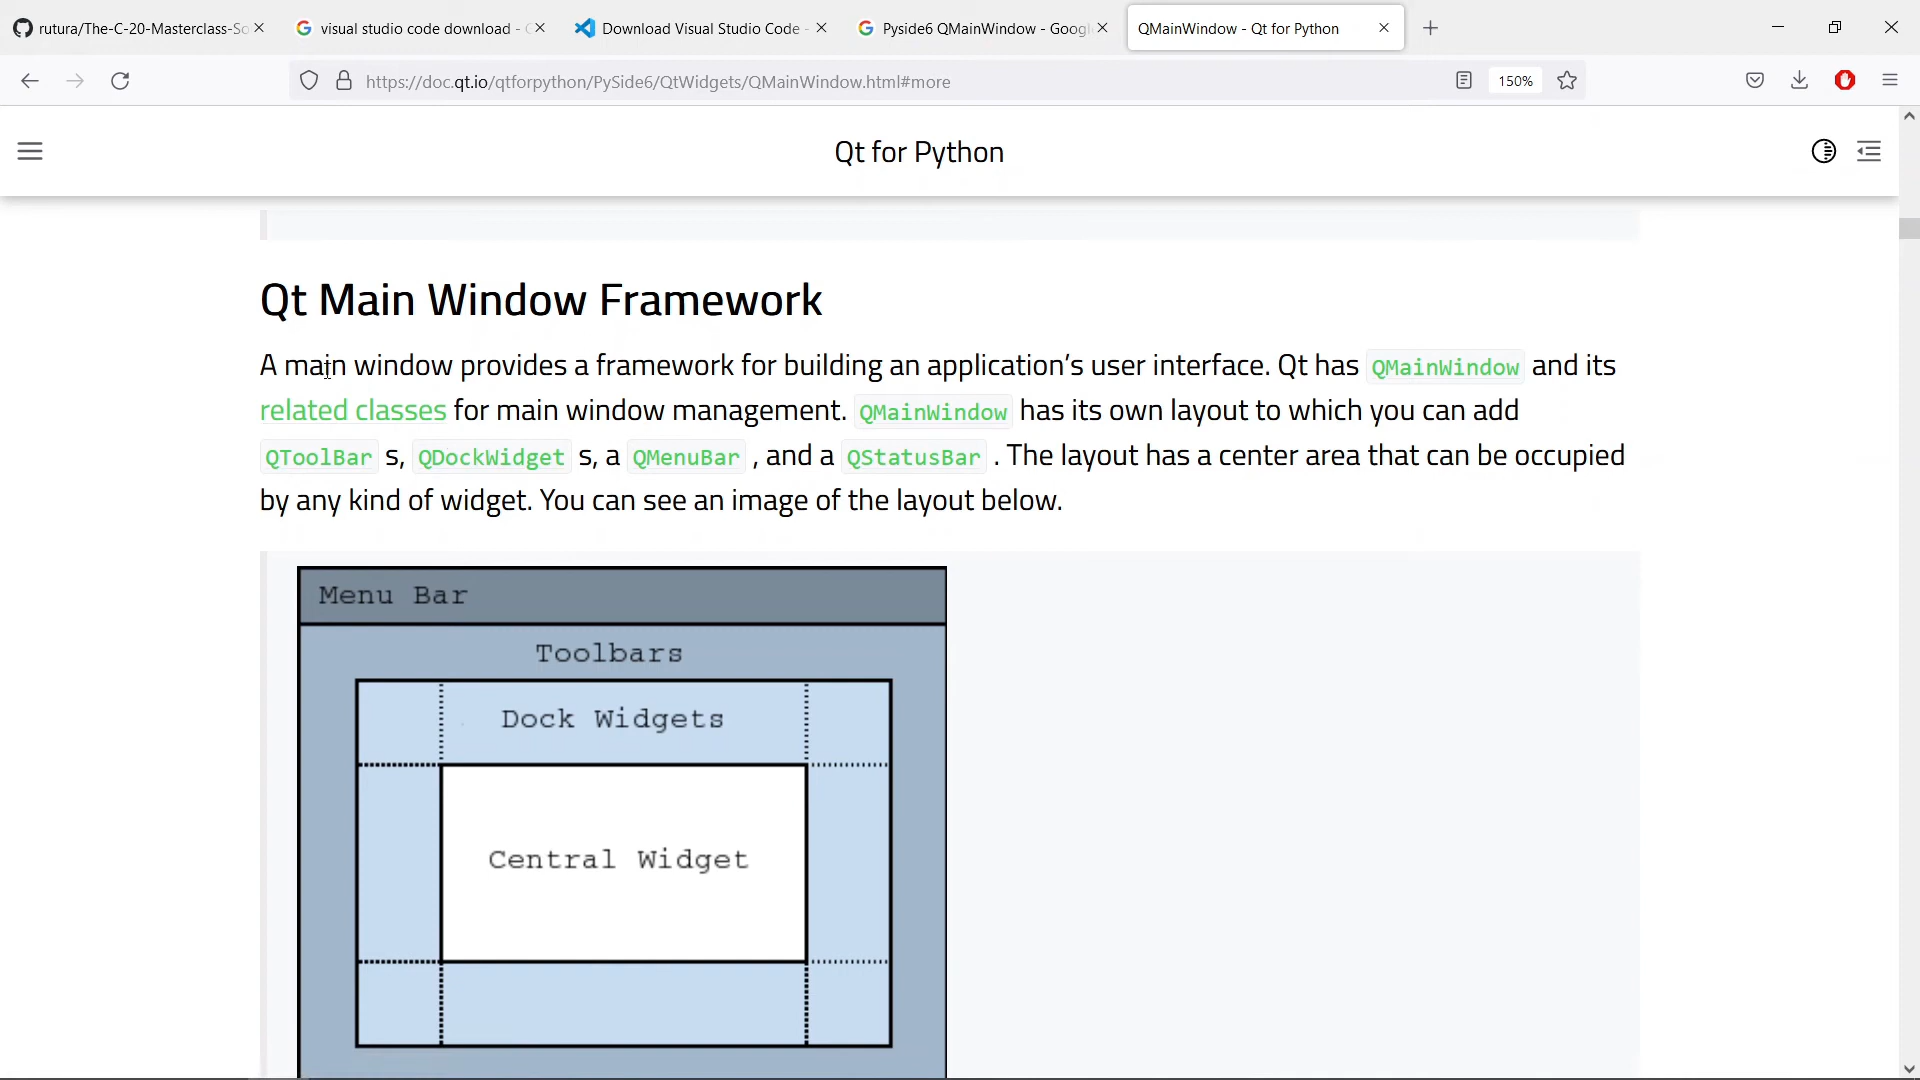 rutura/The-C-20-Masterclass-So
visual studio code download -
Download Visual Studio Code -
Pyside6 QMainWindow - Googl
QMainWindow - Qt for Python
https://doc.qt.io/qtforpython/PySide6/QtWidgets/QMainWindow.html#more
150%
Qt for Python
Qt Main Window Framework
A main window provides a framework for building an application’s user interface. Qt has QMainWindow and its
related classes for main window management. QMainWindow has its own layout to which you can add
QToolBar s, QDockWidget s, a QMenuBar , and a QStatusBar . The layout has a center area that can be occupied
by any kind of widget. You can see an image of the layout below.
Menu Bar
Toolbars
Dock Widgets
Central Widget